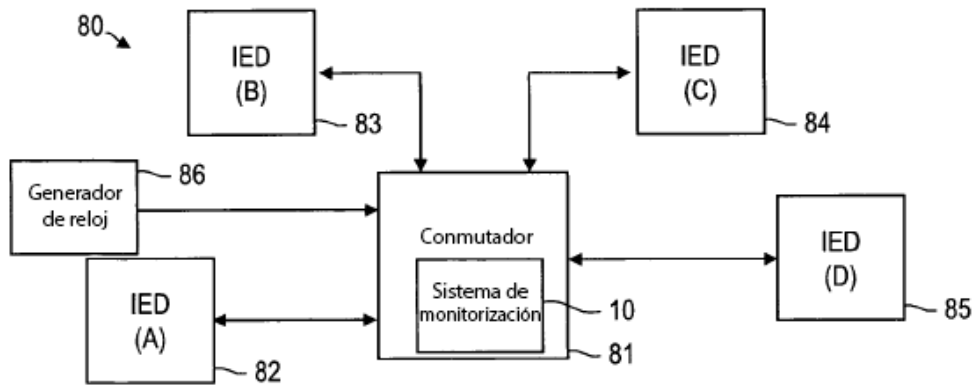 80
IED
(B)
83
IED
(C)
84
Generador
de reloj
86
Conmutador
Sistema de
monitorización
10
81
IED
(A)
82
IED
(D)
85